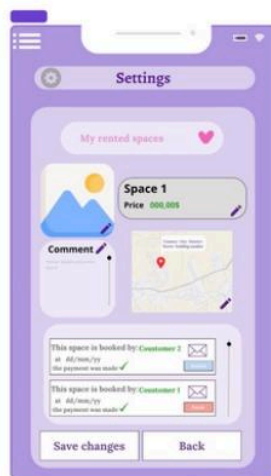 Settings
My rented spaces
Space 1
Price 000,00$
Comment
This space is booked by: Coustomer 2
at dd/mm/yy
the payment was made
This space is booked by: Coustomer 1
at dd/mm/yy
the payment was made
Save changes
Back